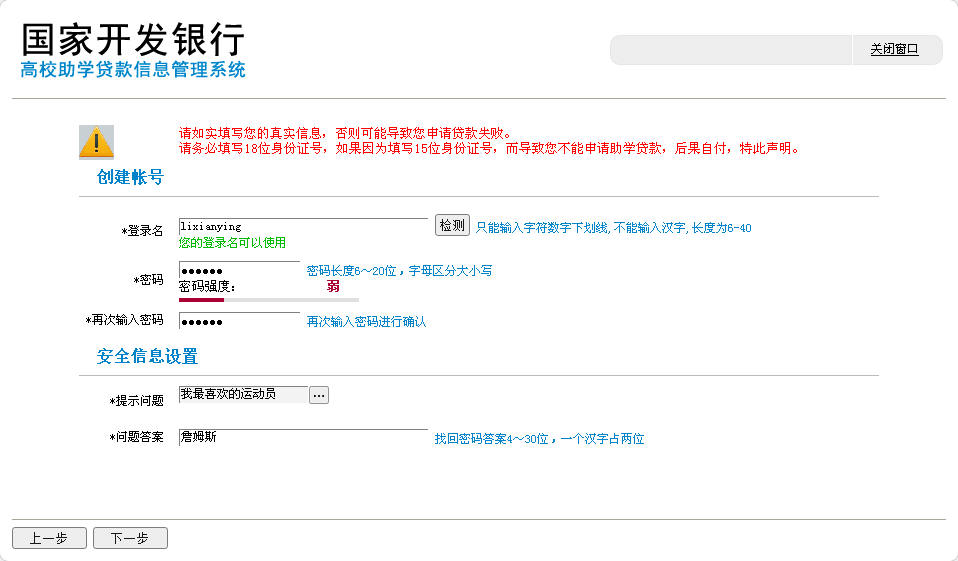 国家开发银行
高校助学贷款信息管理系统
关闭窗口
请如实填写您的真实信息，否则可能导致您申请贷款失败。
请务必填写18位身份证号，如果因为填写15位身份证号，而导致您不能申请助学贷款，后果自付，特此声明。
创建帐号
*登录名 lixianying 检测 只能输入字符数字下划线,不能输入汉字,长度为6-40
您的登录名可以使用
*密码 ●●●●●● 密码长度6～20位，字母区分大小写
密码强度: 弱
*再次输入密码 ●●●●●● 再次输入密码进行确认
安全信息设置
*提示问题 我最喜欢的运动员 ...
*问题答案 詹姆斯 找回密码答案4～30位，一个汉字占两位
上一步 下一步